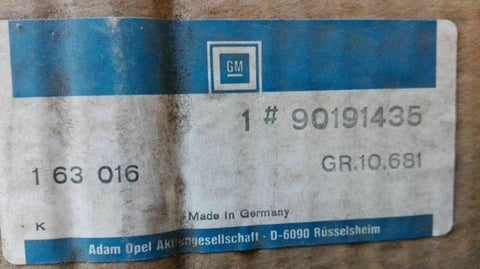 GM
1 # 90191435
1 63 016
GR.10.681
Made in Germany
K
Adam Opel Aktiengesellschaft · D-6090 Rüsselsheim